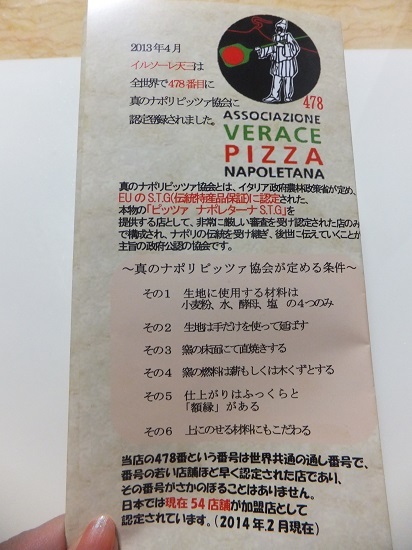 2013年4月
イルソーレ天三は
全世界で478番目に
真のナポリピッツァ協会に
認定登録されました。
478
ASSOCIAZIONE
VERACE
PIZZA
NAPOLETANA
真のナポリピッツァ協会とは、イタリア政府農林政策省が定め、
EUのS.T.G(伝統特産品保証)に認定された、
本物の「ピッツァ ナポレターナS.T.G」を
提供する店として、非常に厳しい審査を受け認定された店のみ
で構成され、ナポリの伝統を受け継ぎ、後世に伝えていくことが
主旨の政府公認の協会です。
～真のナポリピッツァ協会が定める条件～
その1 生地に使用する材料は
小麦粉、水、酵母、塩 の4つのみ
その2 生地は手だけを使って延ばす
その3 窯の床面にて直焼きする
その4 窯の燃料は薪もしくは木くずとする
その5 仕上がりはふっくらと
「額縁」がある
その6 上にのせる材料にもこだわる
当店の478番という番号は世界共通の通し番号で、
番号の若い店舗ほど早く認定された店であり、
その番号がさかのぼることはありません。
日本では現在54店舗が加盟店として
認定されています。(2014年.2月現在)